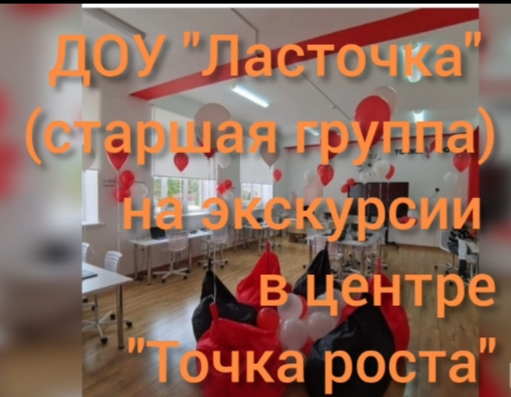 ДОУ "Ласточка"
(старшая группа)
на экскурсии
в центре
"Точка роста"